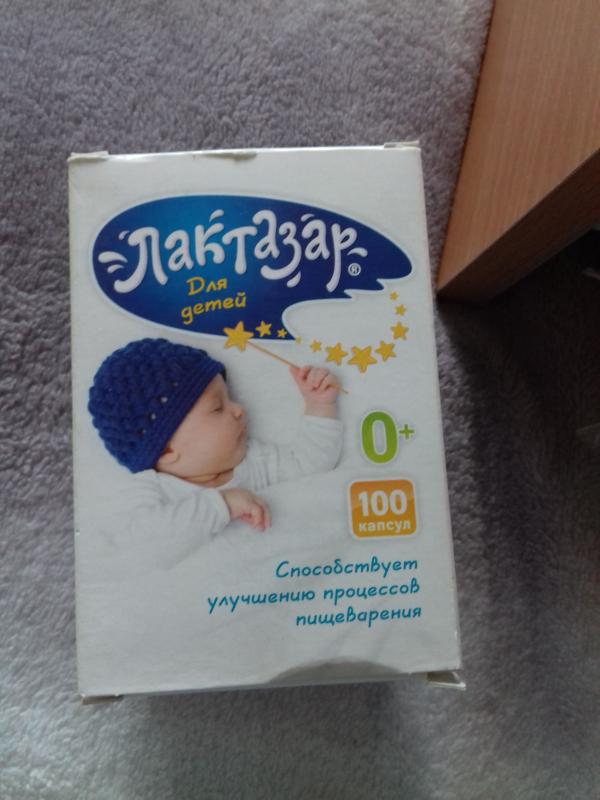 Лактазар®
Для
детей
0+
100
капсул
Способствует
улучшению процессов
пищеварения